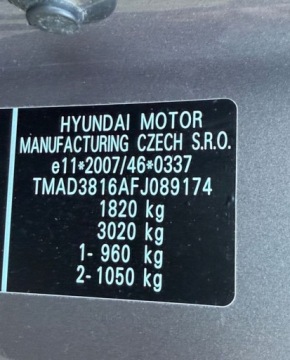 HYUNDAI MOTOR
MANUFACTURING CZECH S.R.O.
e11*2007/46*0337
TMAD3816AFJ089174
1820 kg
3020 kg
1- 960 kg
2- 1050 kg